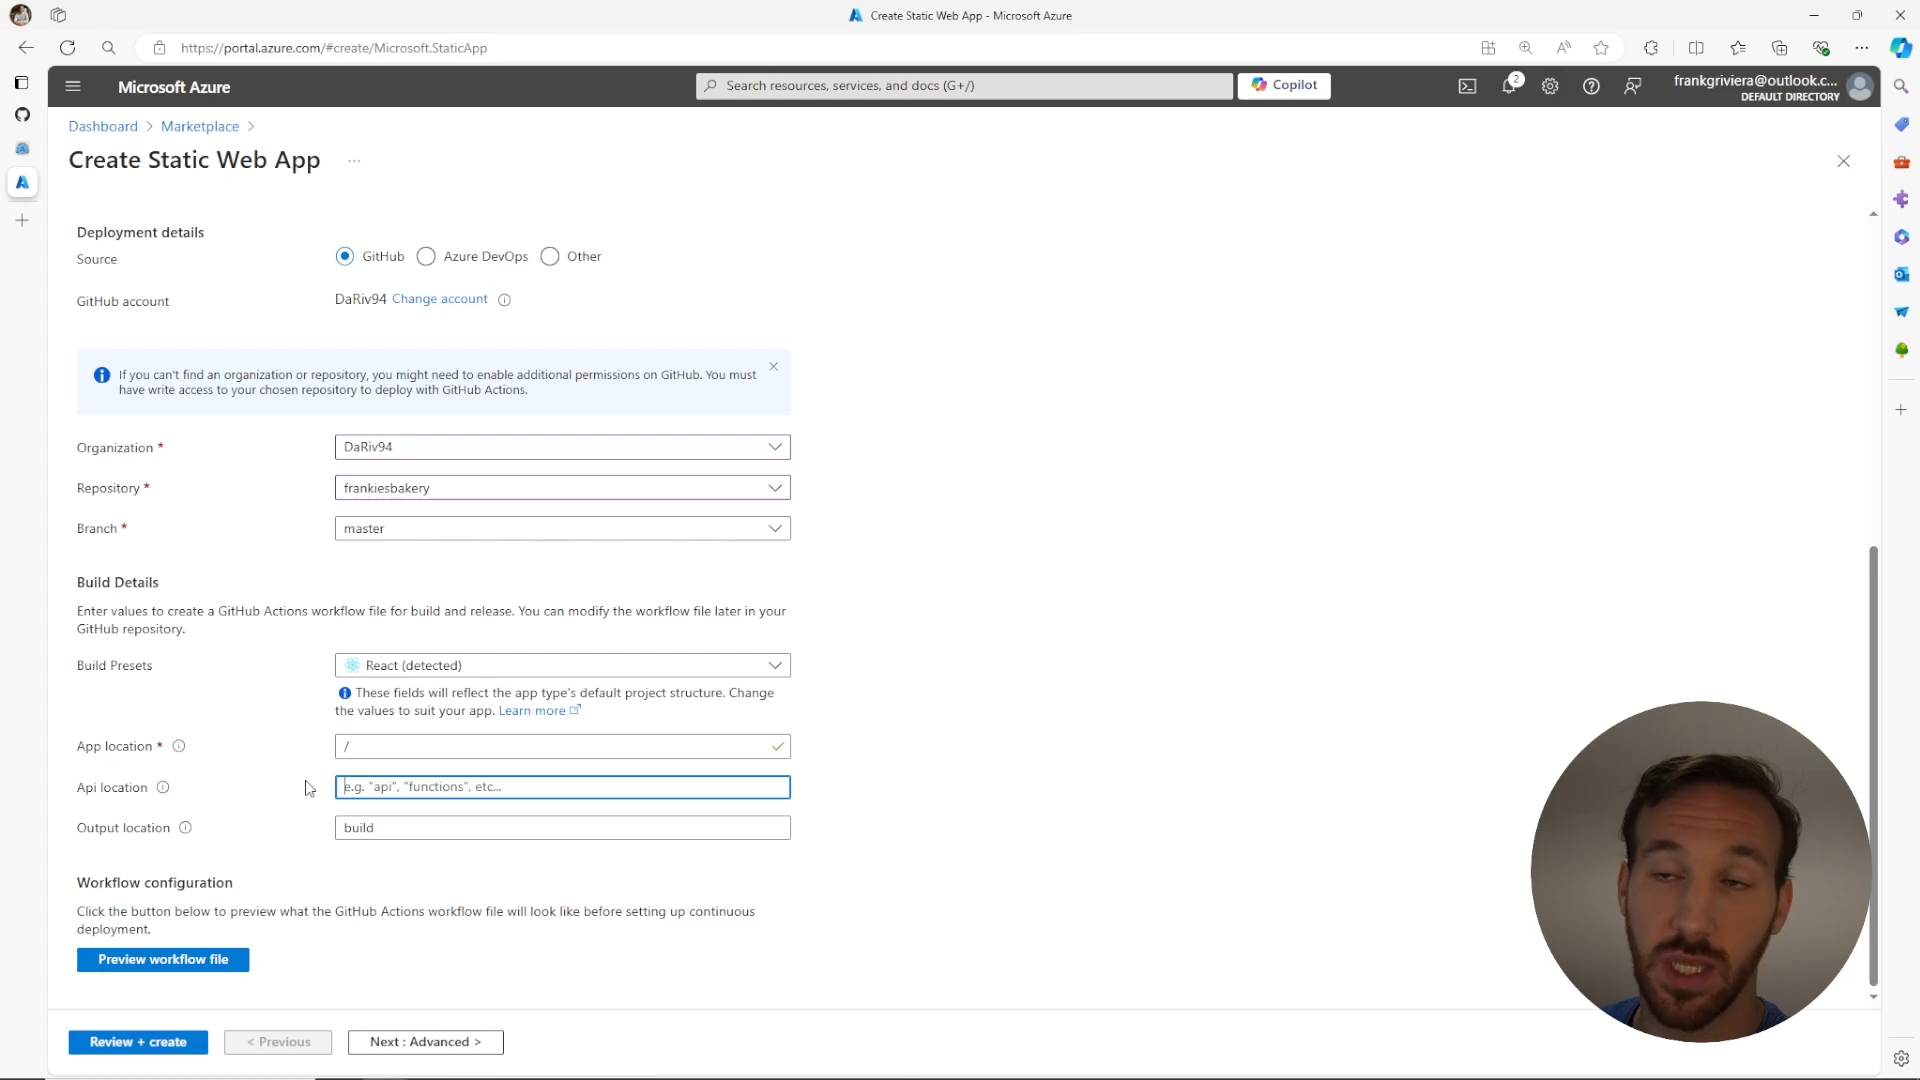 Create Static Web App - Microsoft Azure
https://portal.azure.com/#create/Microsoft.StaticApp
Microsoft Azure
Search resources, services, and docs (G+/)
Copilot
2
frankgriviera@outlook.c...
DEFAULT DIRECTORY
Dashboard > Marketplace >
Create Static Web App ...
Deployment details
Source
GitHub
Azure DevOps
Other
GitHub account
DaRiv94 Change account
If you can't find an organization or repository, you might need to enable additional permissions on GitHub. You must
have write access to your chosen repository to deploy with GitHub Actions.
Organization *
DaRiv94
Repository *
frankiesbakery
Branch *
master
Build Details
Enter values to create a GitHub Actions workflow file for build and release. You can modify the workflow file later in your
GitHub repository.
Build Presets
React (detected)
These fields will reflect the app type's default project structure. Change
the values to suit your app. Learn more
App location *
/
Api location
e.g. "api", "functions", etc...
Output location
build
Workflow configuration
Click the button below to preview what the GitHub Actions workflow file will look like before setting up continuous
deployment.
Preview workflow file
Review + create
< Previous
Next : Advanced >